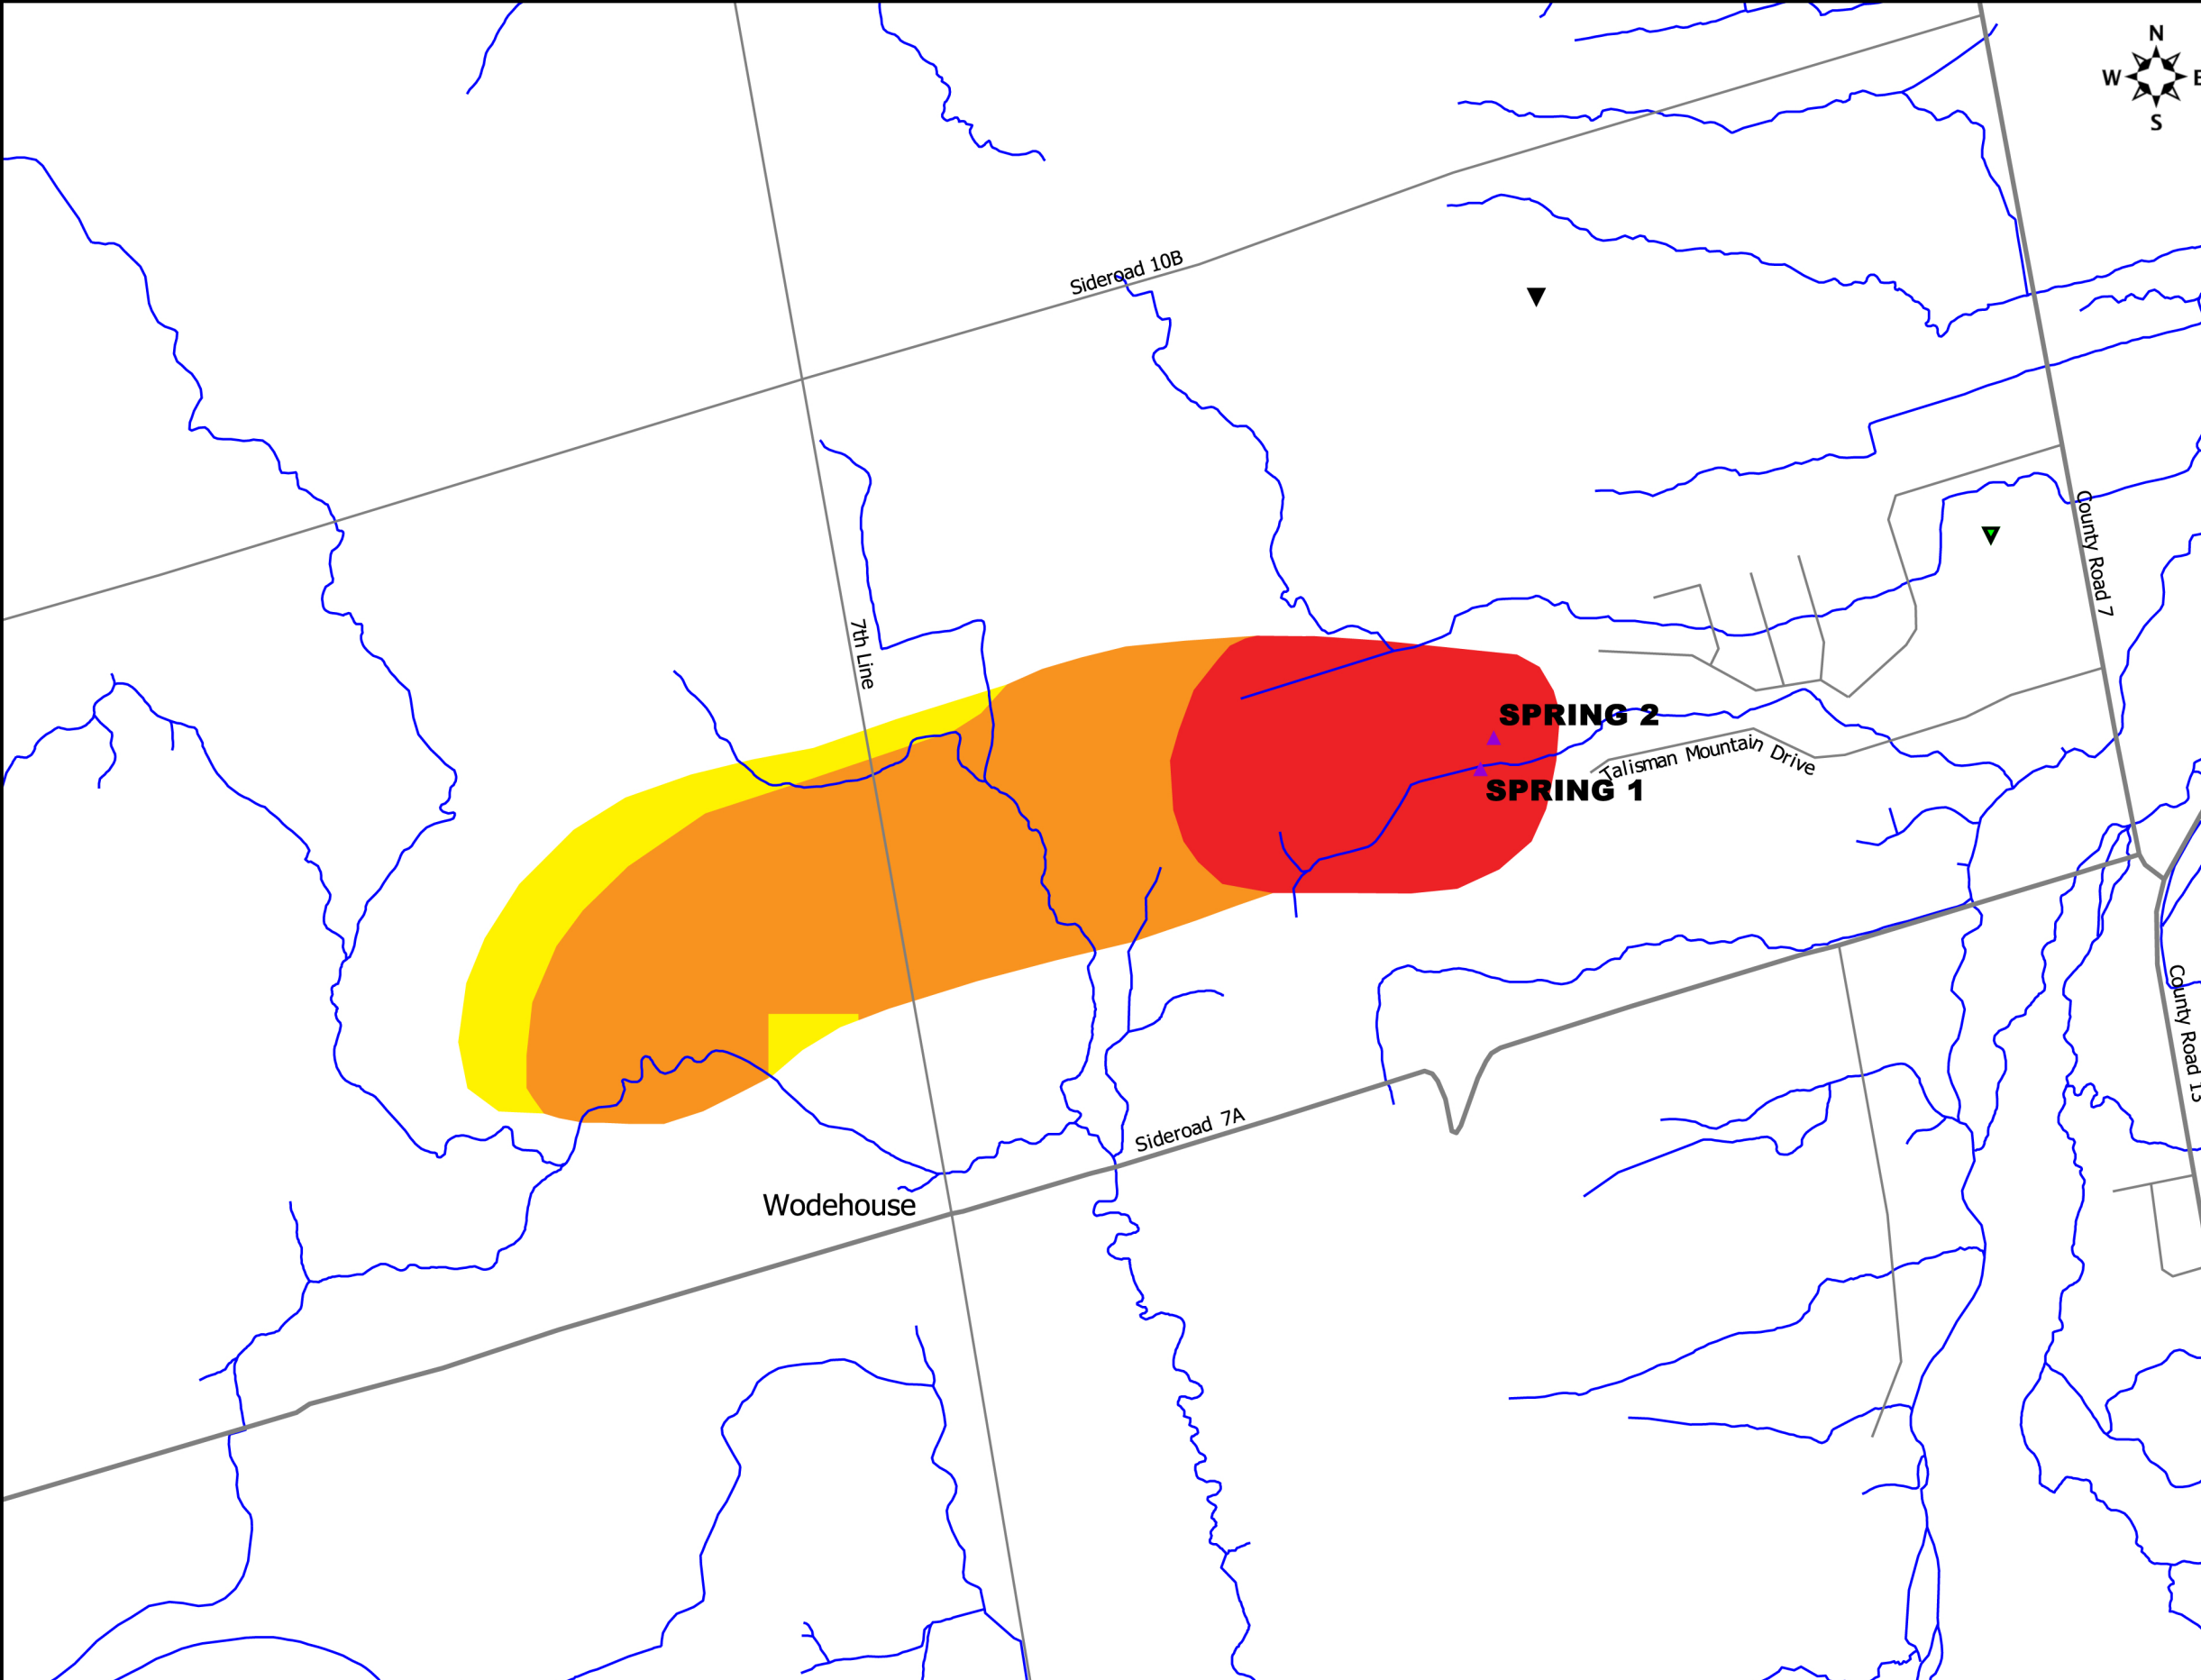 N
W E
S
Sideroad 10B
County Road 7
7th Line
SPRING 2
Talisman Mountain Drive
SPRING 1
County Road 13
Sideroad 7A
Wodehouse